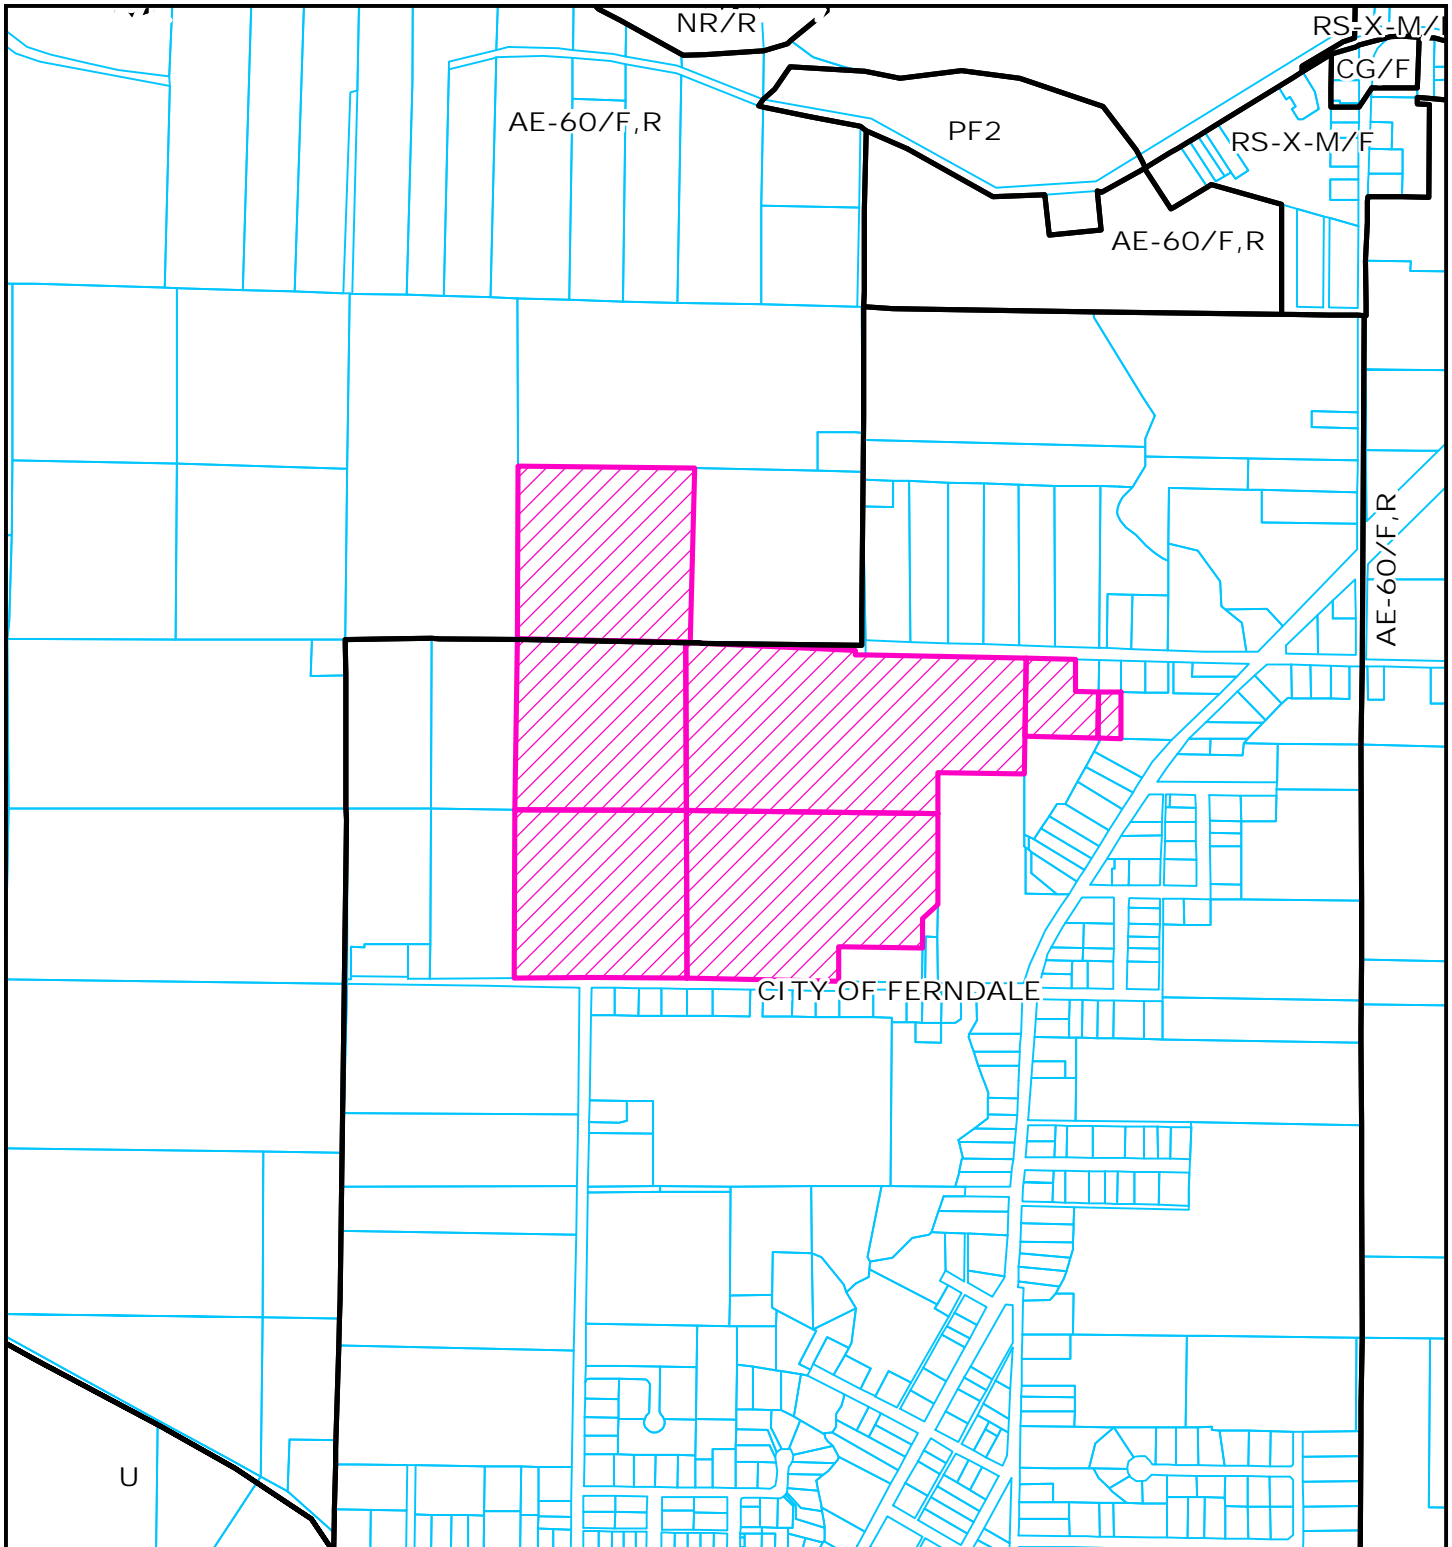 NR/R
RS-X-M/
CG/F
AE-60/F,R
PF2
RS-X-M/F
AE-60/F,R
AE-60/F,R
CITY OF FERNDALE
U